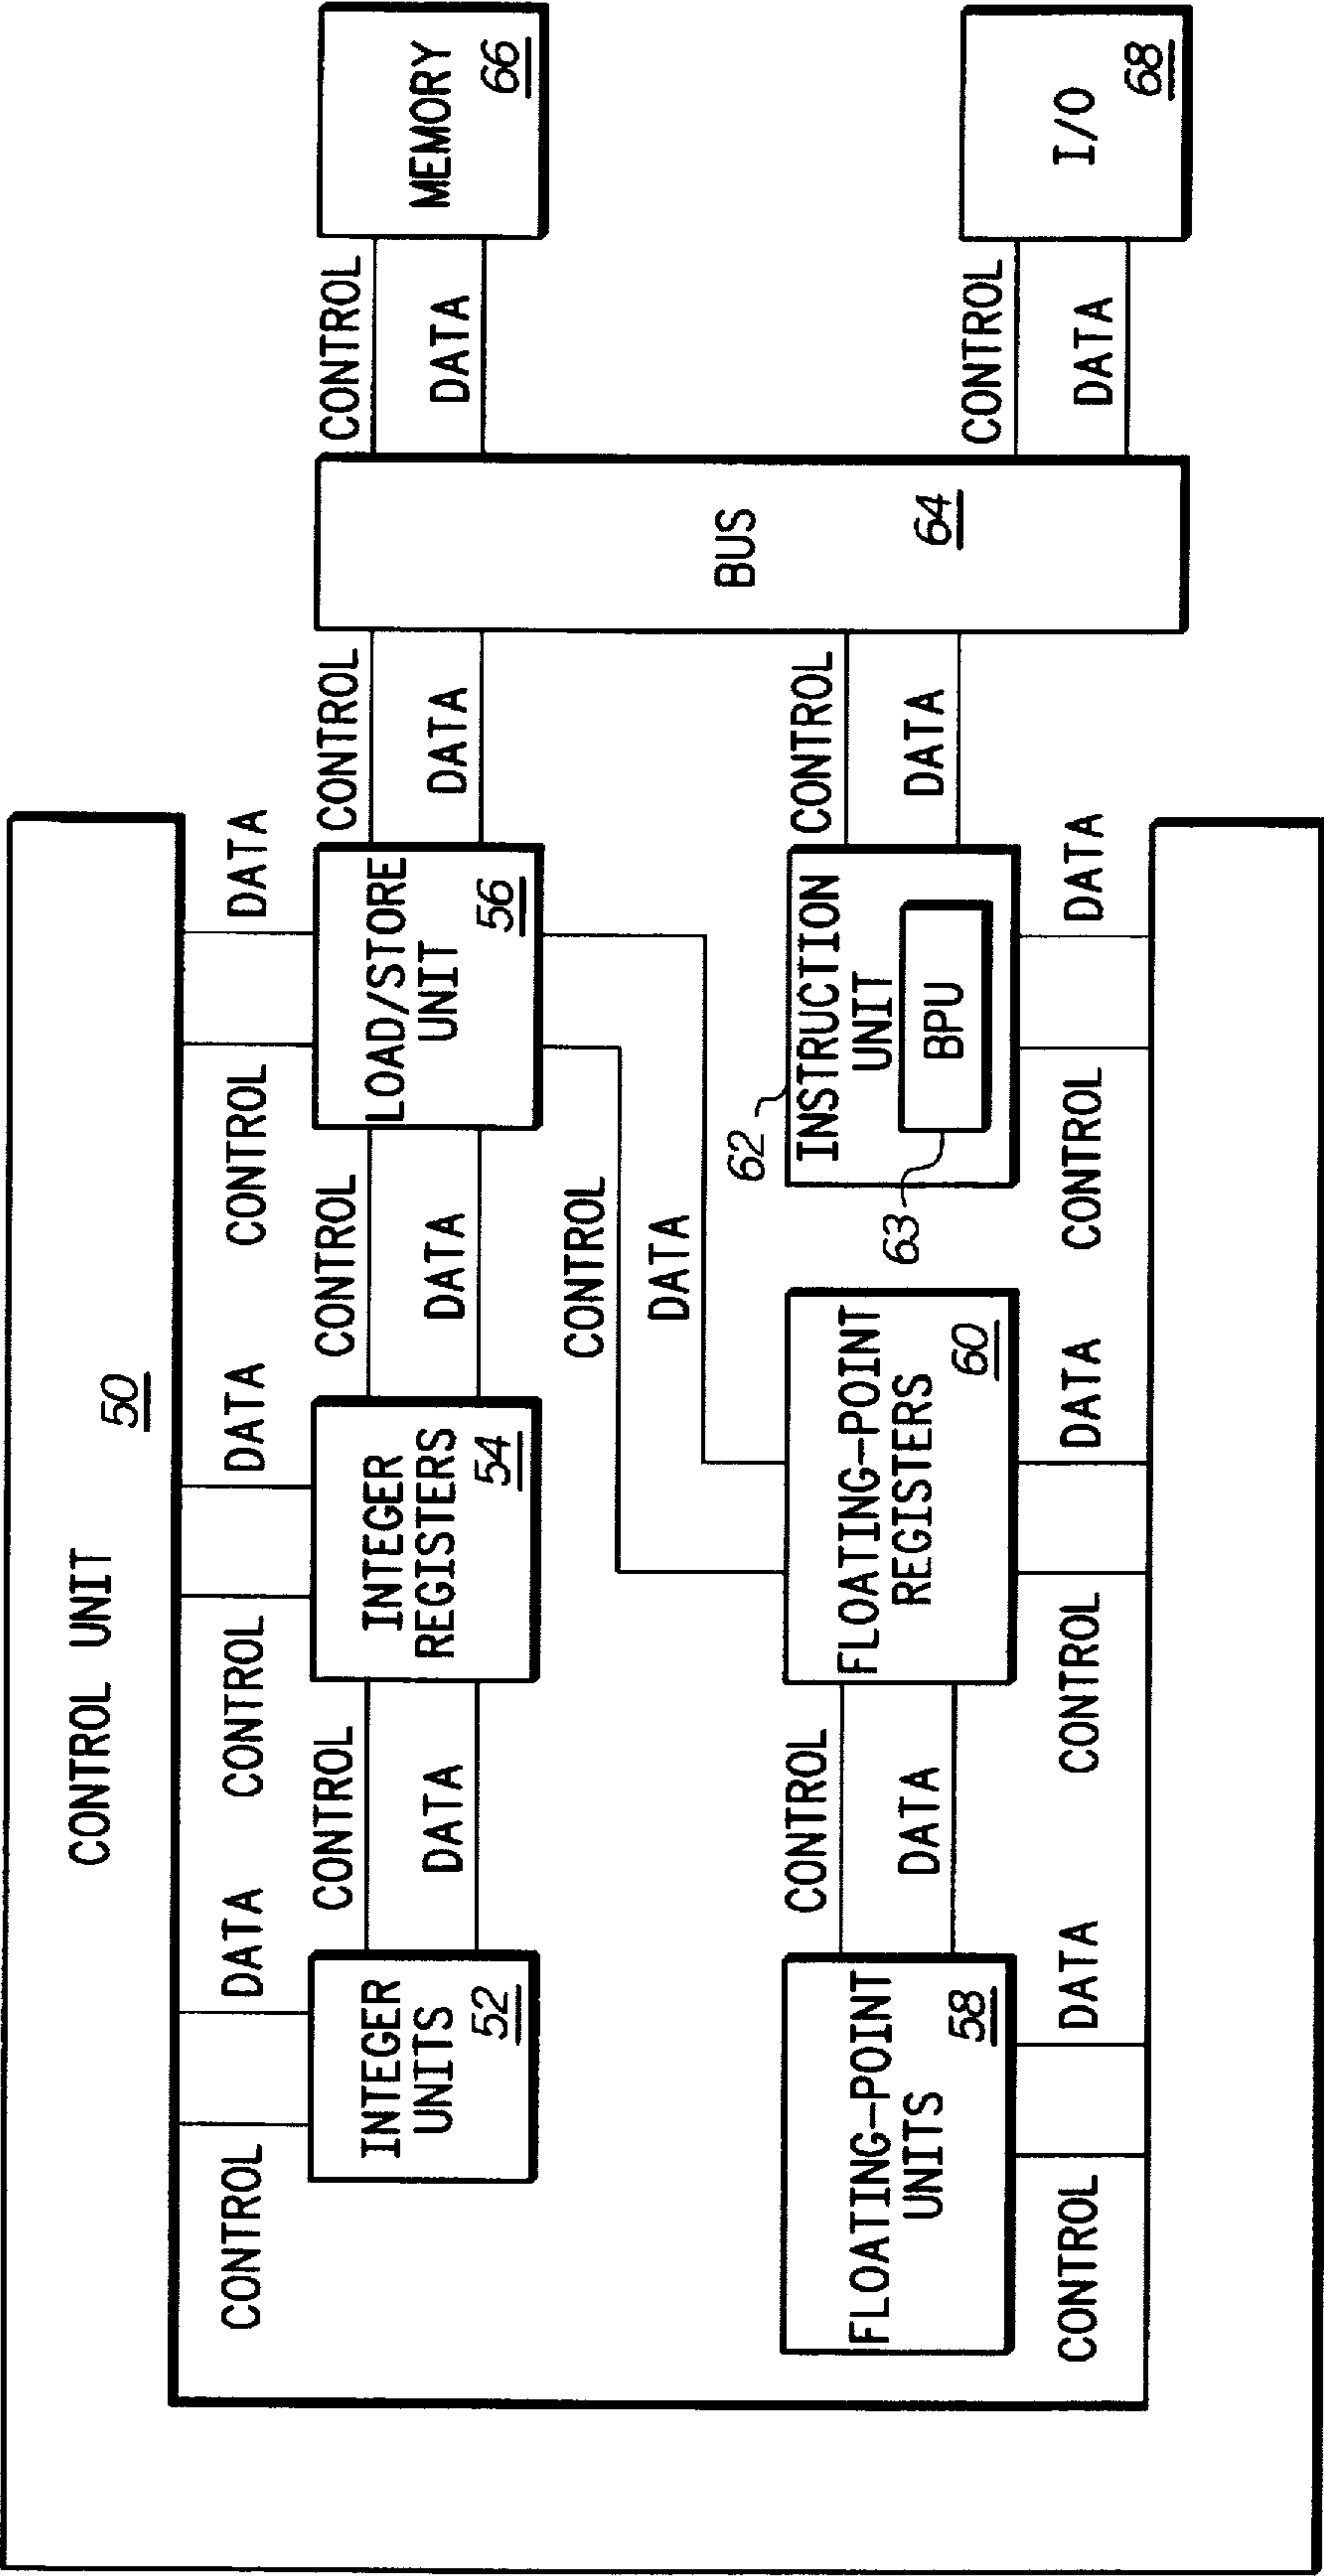 CONTROL UNIT
50
CONTROL
DATA
CONTROL
DATA
CONTROL
DATA
INTEGER
UNITS
52
CONTROL
DATA
INTEGER
REGISTERS
54
CONTROL
DATA
LOAD/STORE
UNIT
56
CONTROL
DATA
CONTROL
DATA
MEMORY
66
CONTROL
DATA
BUS
64
FLOATING-POINT
UNITS
58
CONTROL
DATA
FLOATING-POINT
REGISTERS
60
62
INSTRUCTION
UNIT
BPU
63
CONTROL
DATA
CONTROL
DATA
I/O
68
CONTROL
DATA
CONTROL
DATA
CONTROL
DATA